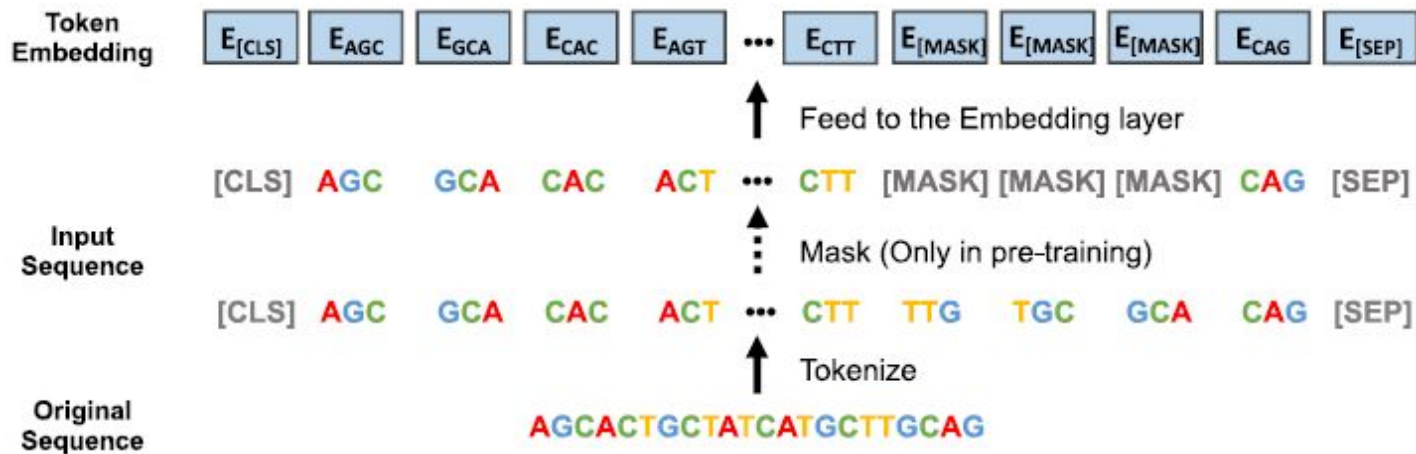 Token Embedding
E[CLS] EAGC EGCA ECAC EAGT ••• ECTT E[MASK] E[MASK] E[MASK] ECAG E[SEP]
Feed to the Embedding layer
[CLS] AGC GCA CAC ACT ••• CTT [MASK] [MASK] [MASK] CAG [SEP]
Input Sequence
Mask (Only in pre-training)
[CLS] AGC GCA CAC ACT ••• CTT TTG TGC GCA CAG [SEP]
Tokenize
Original Sequence
AGCACTGCTATCATGCTTGCAG